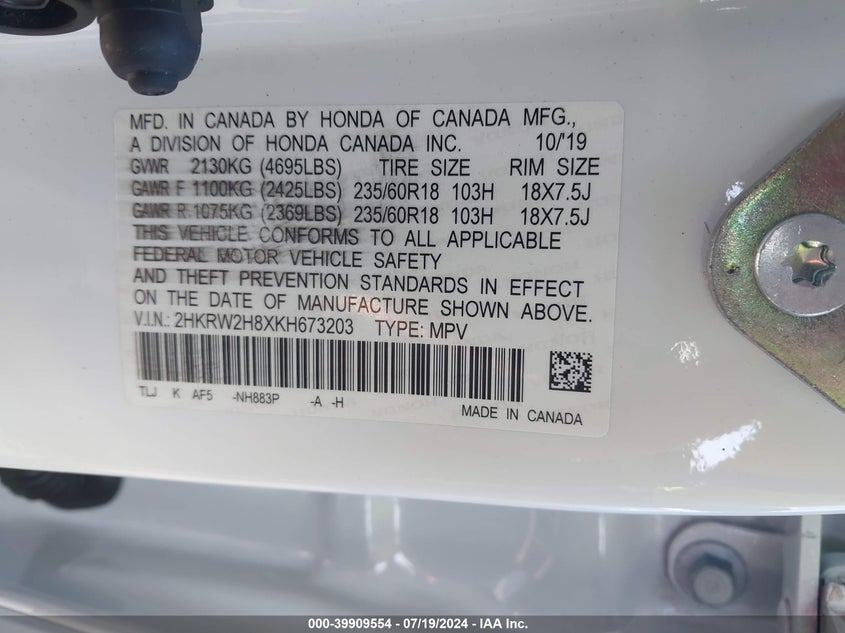 MFD. IN CANADA BY HONDA OF CANADA MFG.,
A DIVISION OF HONDA CANADA INC. 10/'19
GVWR 2130KG (4695LBS) TIRE SIZE RIM SIZE
GAWR F 1100KG (2425LBS) 235/60R18 103H 18X7.5J
GAWR R 1075KG (2369LBS) 235/60R18 103H 18X7.5J
THIS VEHICLE CONFORMS TO ALL APPLICABLE
FEDERAL MOTOR VEHICLE SAFETY
AND THEFT PREVENTION STANDARDS IN EFFECT
ON THE DATE OF MANUFACTURE SHOWN ABOVE.
V.I.N.: 2HKRW2H8XKH673203 TYPE: MPV
TLJ K AF5 -NH883P -A -H
MADE IN CANADA
000-39909554 - 07/19/2024 - IAA Inc.